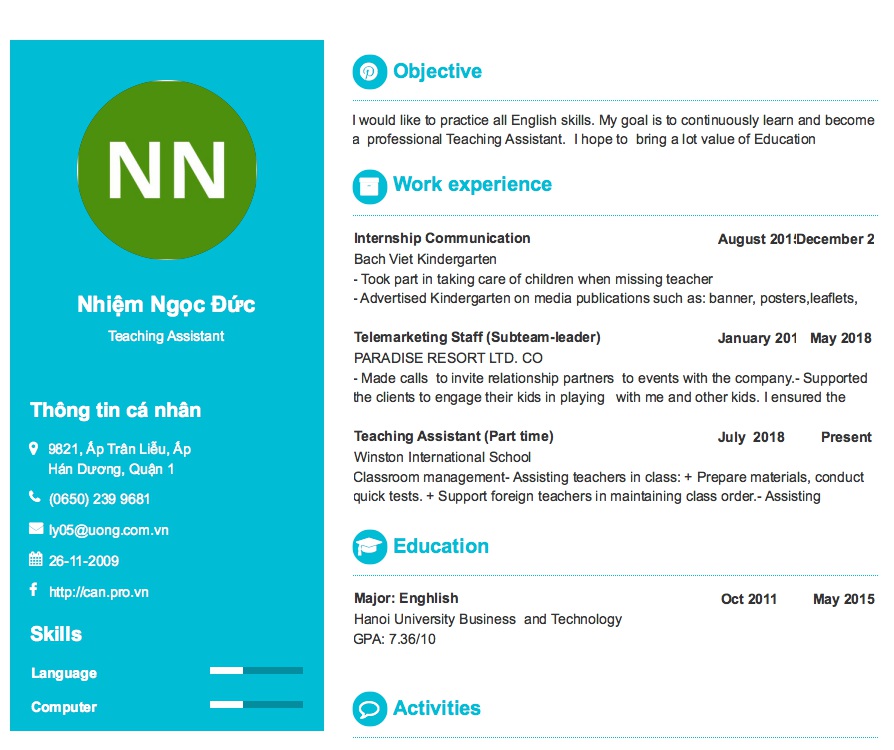 NN
Nhiệm Ngọc Đức
Teaching Assistant
Thông tin cá nhân
9821, Ấp Trân Liễu, Ấp
Hán Dương, Quận 1
(0650) 239 9681
ly05@uong.com.vn
26-11-2009
http://can.pro.vn
Skills
Language
Computer
Objective
I would like to practice all English skills. My goal is to continuously learn and become
a professional Teaching Assistant. I hope to bring a lot value of Education
Work experience
Internship Communication August December 2
Bach Viet Kindergarten
- Took part in taking care of children when missing teacher
- Advertised Kindergarten on media publications such as: banner, posters,leaflets,
Telemarketing Staff (Subteam-leader) January 201 May 2018
PARADISE RESORT LTD. CO
- Made calls to invite relationship partners to events with the company.- Supported
the clients to engage their kids in playing with me and other kids. I ensured the
Teaching Assistant (Part time) July 2018 Present
Winston International School
Classroom management- Assisting teachers in class: + Prepare materials, conduct
quick tests. + Support foreign teachers in maintaining class order.- Assisting
Education
Major: Enghlish Oct 2011 May 2015
Hanoi University Business and Technology
GPA: 7.36/10
Activities